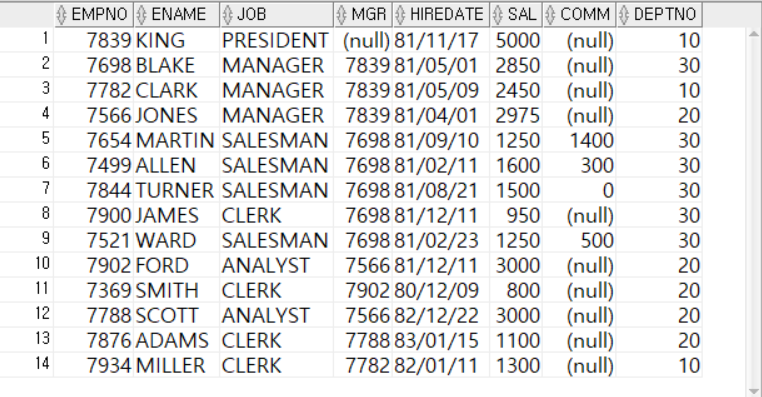 EMPNO ENAME JOB MGR HIREDATE SAL COMM DEPTNO
1 7839 KING PRESIDENT (null) 81/11/17 5000 (null) 10
2 7698 BLAKE MANAGER 7839 81/05/01 2850 (null) 30
3 7782 CLARK MANAGER 7839 81/05/09 2450 (null) 10
4 7566 JONES MANAGER 7839 81/04/01 2975 (null) 20
5 7654 MARTIN SALESMAN 7698 81/09/10 1250 1400 30
6 7499 ALLEN SALESMAN 7698 81/02/11 1600 300 30
7 7844 TURNER SALESMAN 7698 81/08/21 1500 0 30
8 7900 JAMES CLERK 7698 81/12/11 950 (null) 30
9 7521 WARD SALESMAN 7698 81/02/23 1250 500 30
10 7902 FORD ANALYST 7566 81/12/11 3000 (null) 20
11 7369 SMITH CLERK 7902 80/12/09 800 (null) 20
12 7788 SCOTT ANALYST 7566 82/12/22 3000 (null) 20
13 7876 ADAMS CLERK 7788 83/01/15 1100 (null) 20
14 7934 MILLER CLERK 7782 82/01/11 1300 (null) 10